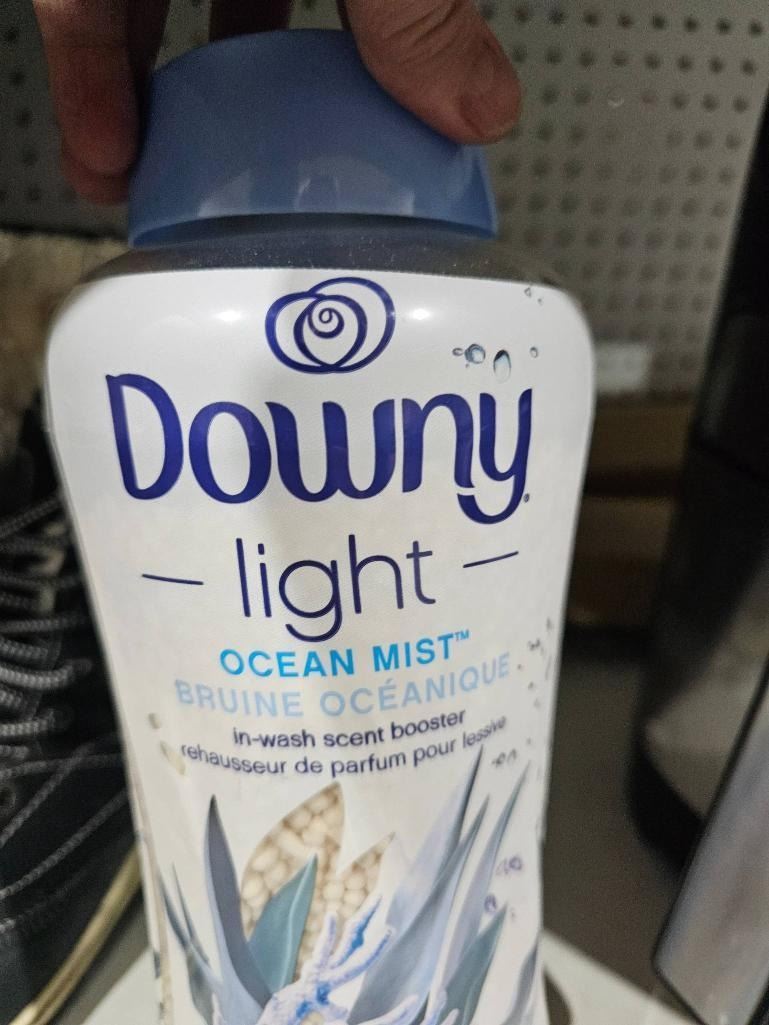 Downy
light
OCEAN MIST™
BRUINE OCÉANIQUE
in-wash scent booster
rehausseur de parfum pour lessive